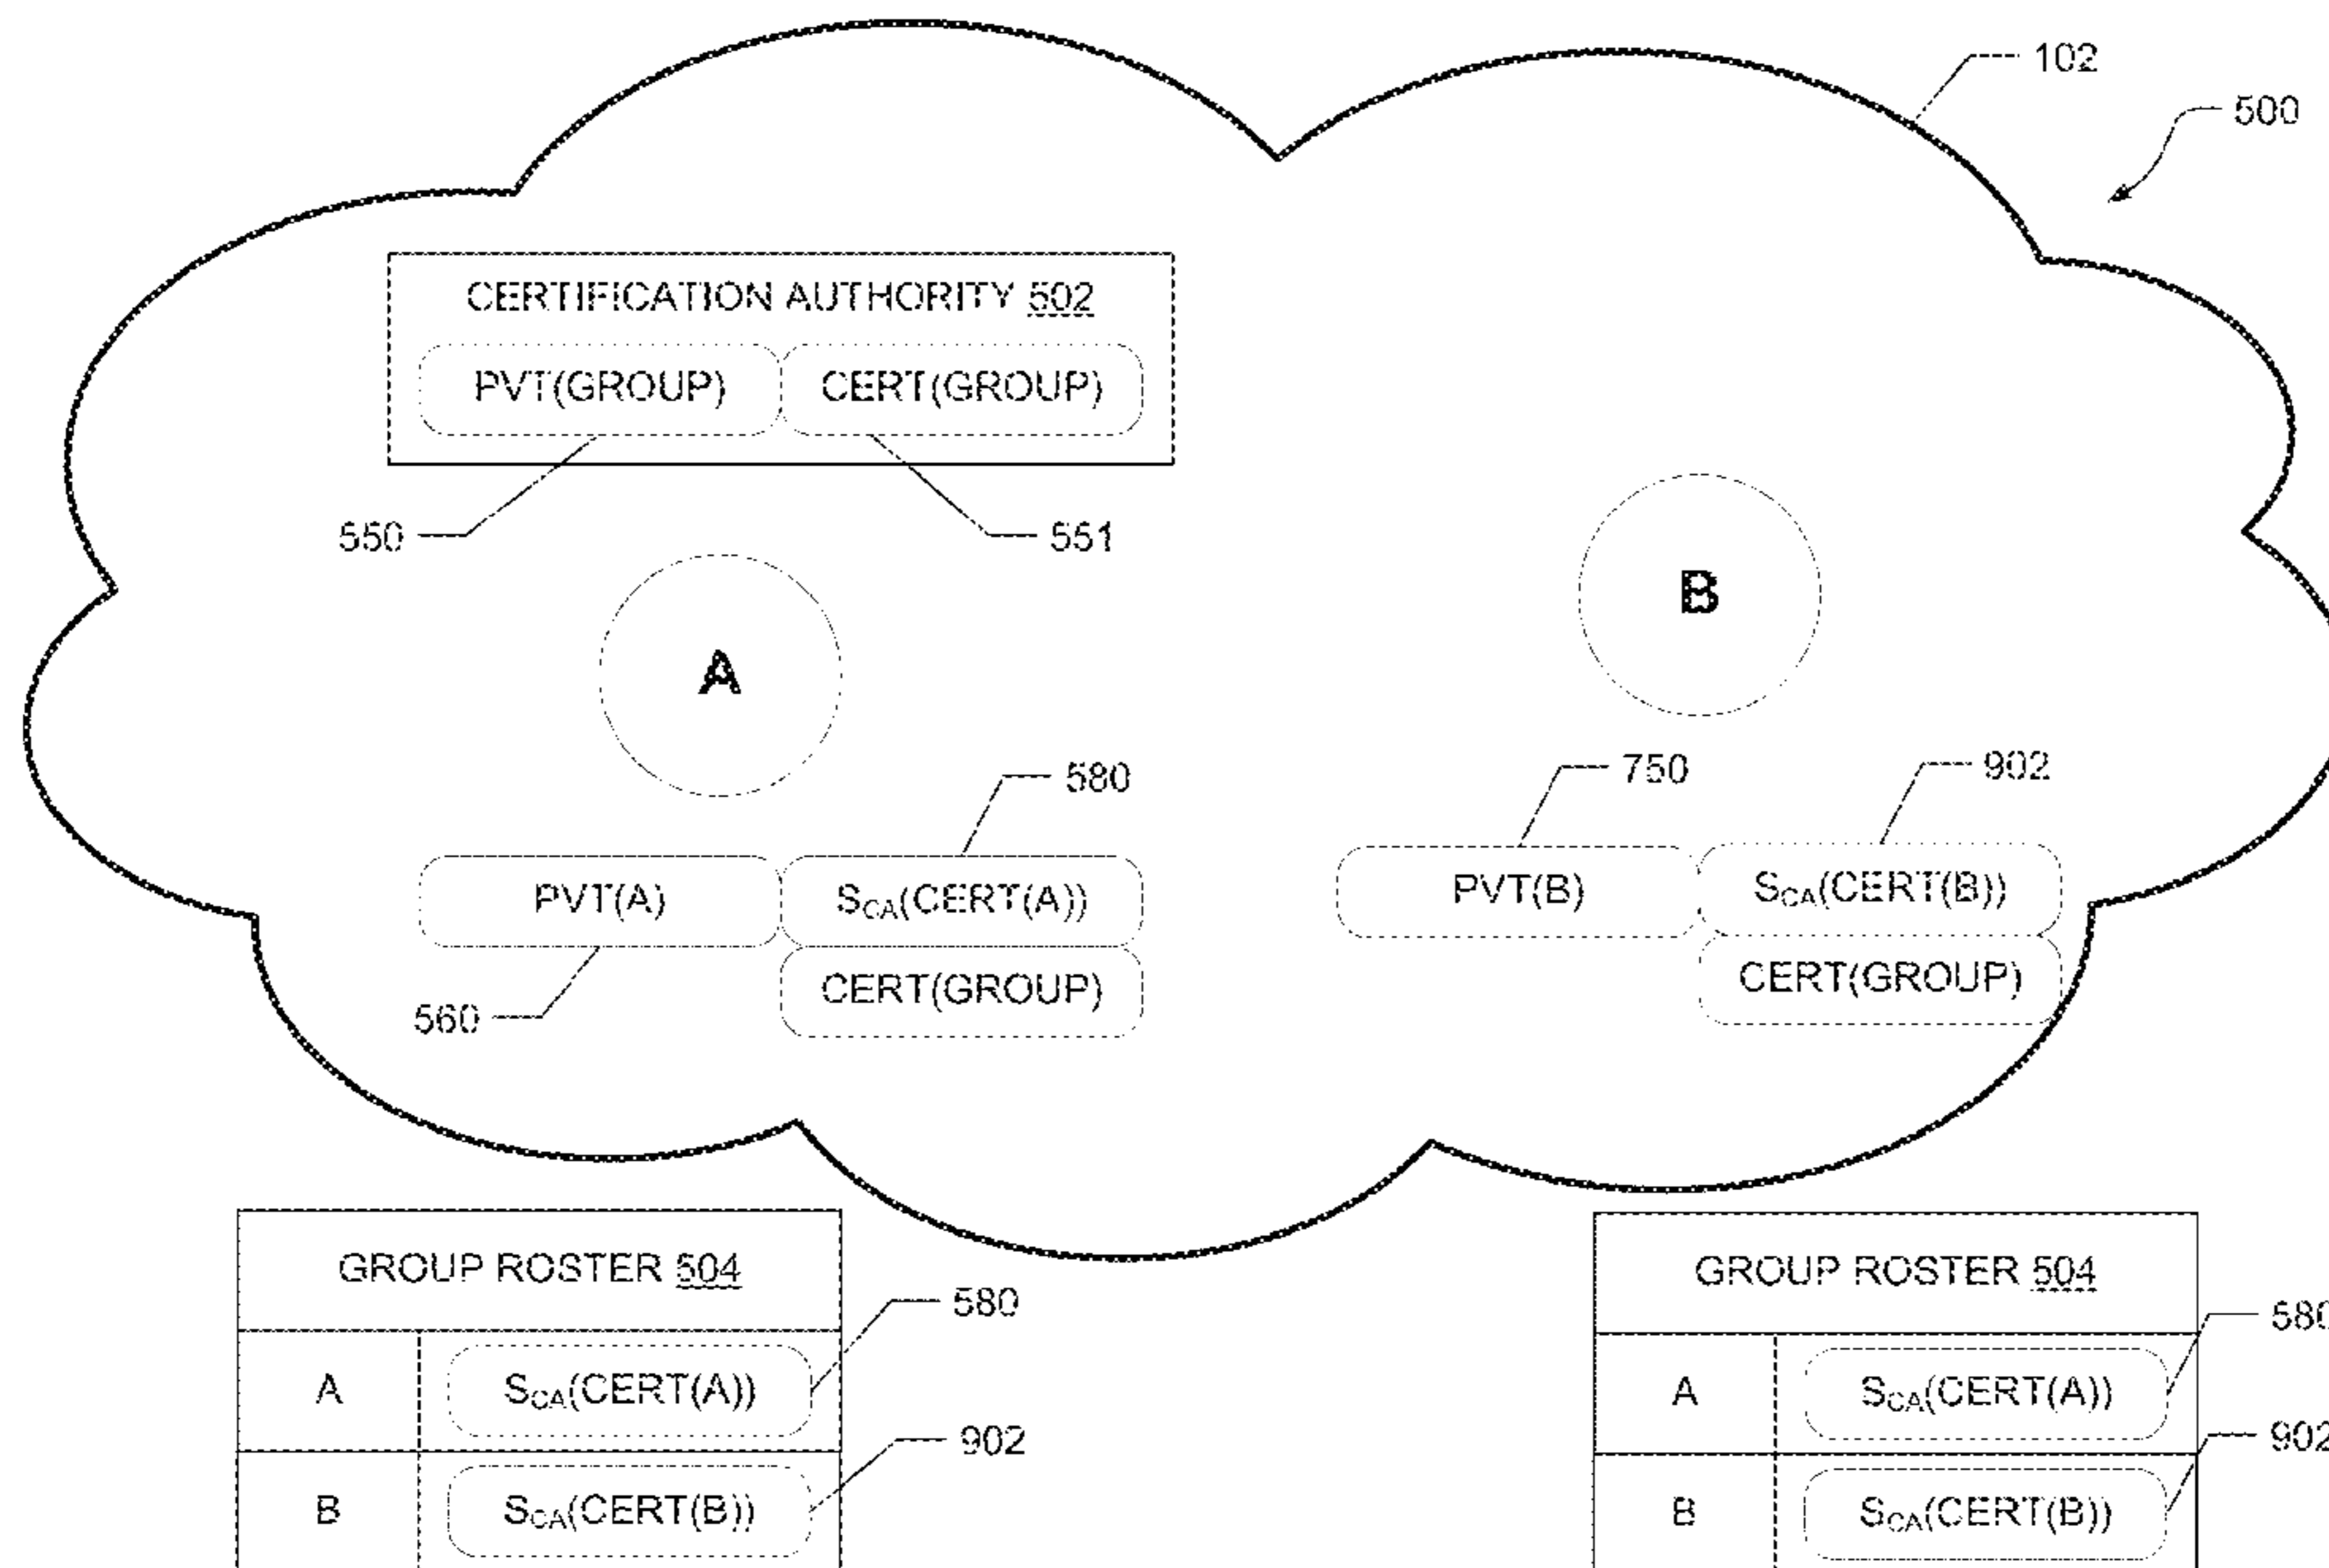 102
500
CERTIFICATION AUTHORITY 502
PVT(GROUP) CERT(GROUP)
550 551
B
A
580 750 902
PVT(A) SCA(CERT(A)) PVT(B) SCA(CERT(B))
CERT(GROUP) CERT(GROUP)
560
GROUP ROSTER 504 GROUP ROSTER 504
580 580
A SCA(CERT(A)) A SCA(CERT(A))
902 902
B SCA(CERT(B)) B SCA(CERT(B))